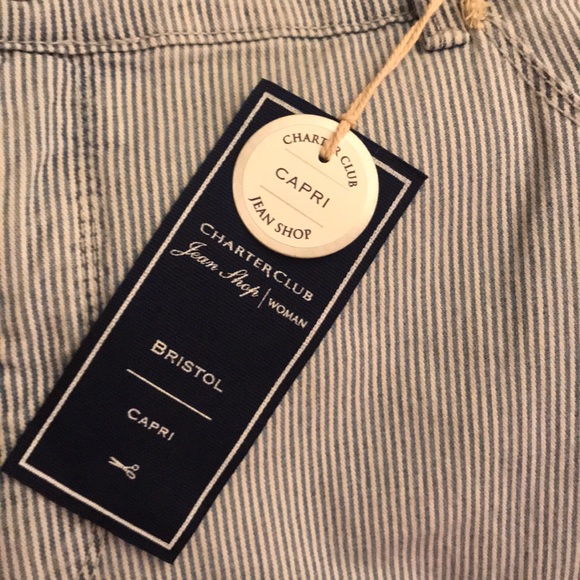 CHARTER CLUB
CAPRI
JEAN SHOP
CHARTER CLUB
Jean Shop | WOMAN
BRISTOL
CAPRI